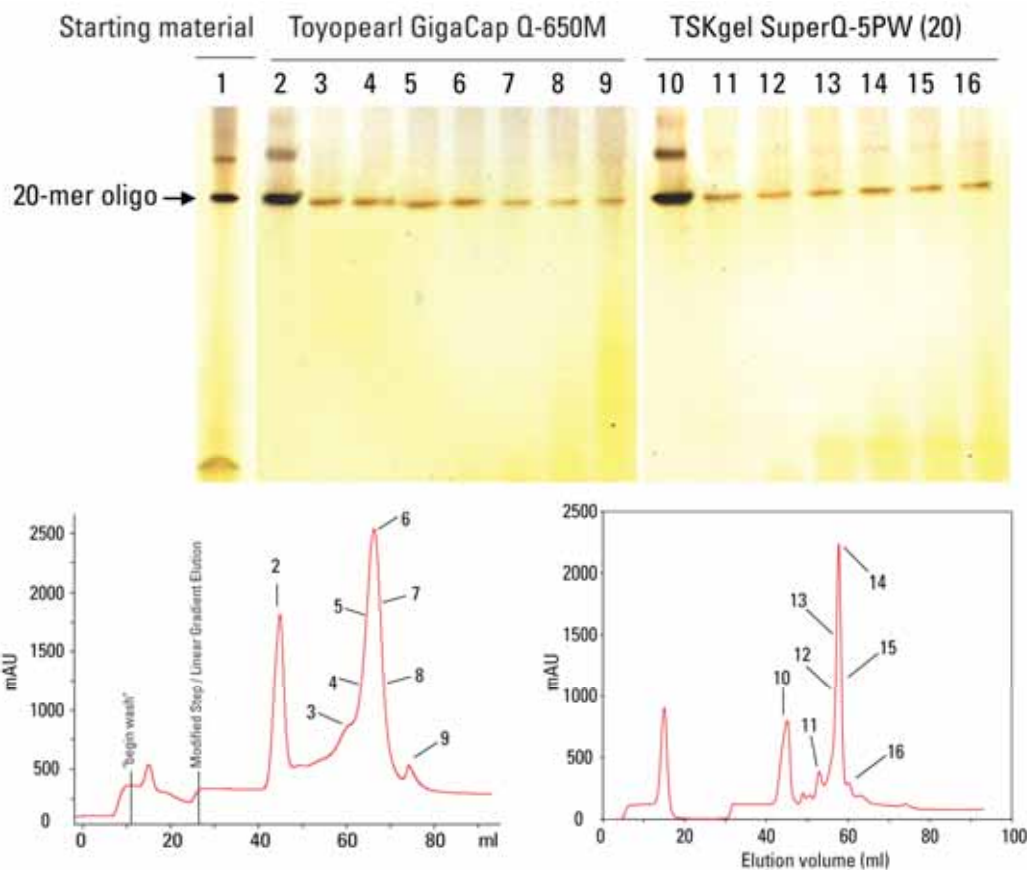 Starting material Toyopearl GigaCap Q-650M TSKgel SuperQ-5PW (20)
1 2 3 4 5 6 7 8 9 10 11 12 13 14 15 16
20-mer oligo
2500
2000
1500
1000
500
0
mAU
"begin wash"
Modified Step / Linear Gradient Elution
2
3
4
5
6
7
8
9
0 20 40 60 80 ml
2500
2000
1500
1000
500
0
mAU
10
11
12
13
14
15
16
0 20 40 60 80 100
Elution volume (ml)